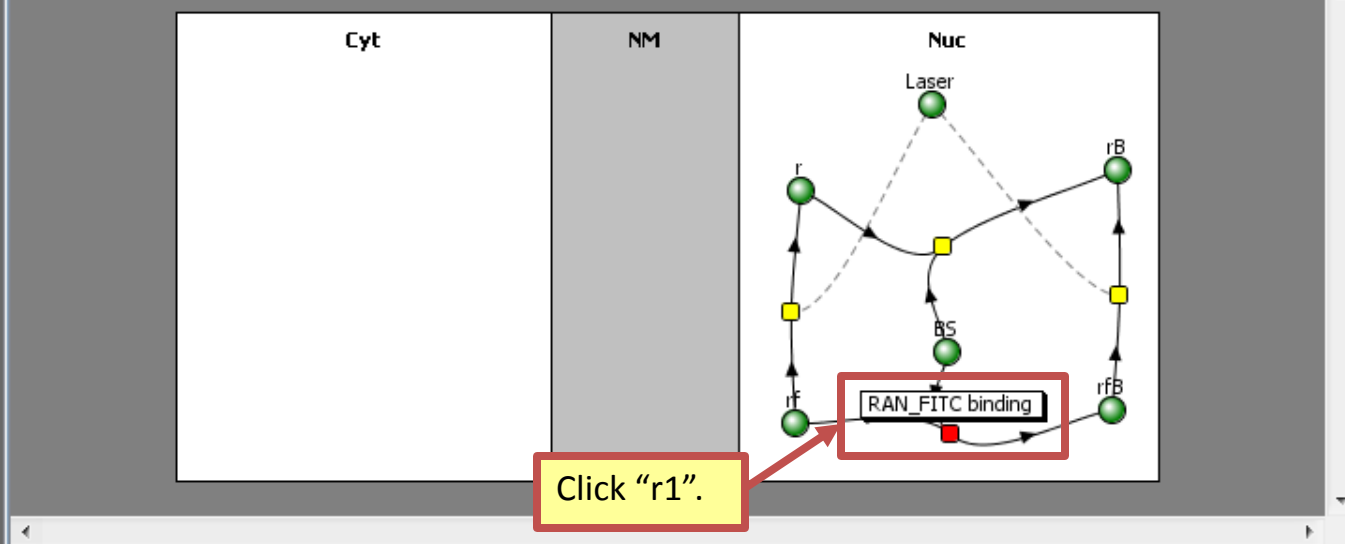 Cyt NM Nuc
Laser
rB
r
BS
rf
RAN_FITC binding
rfB
Click “r1”.